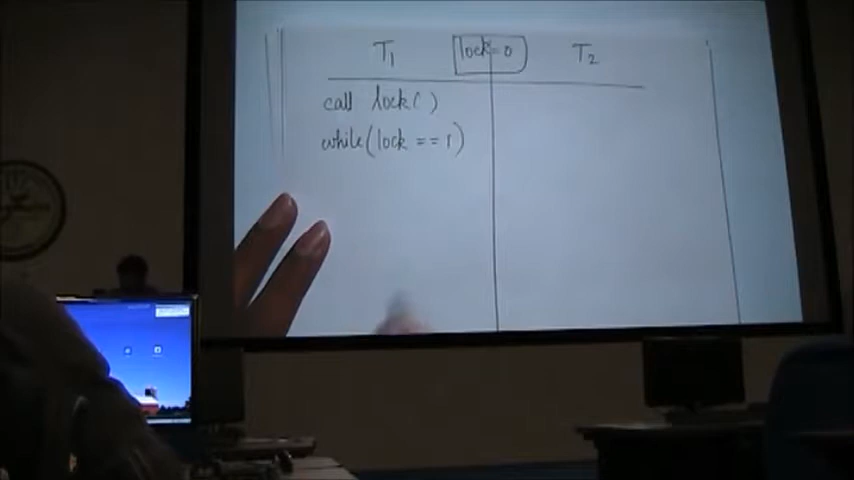 T1 lock=0 T2
call lock()
while(lock == 1)